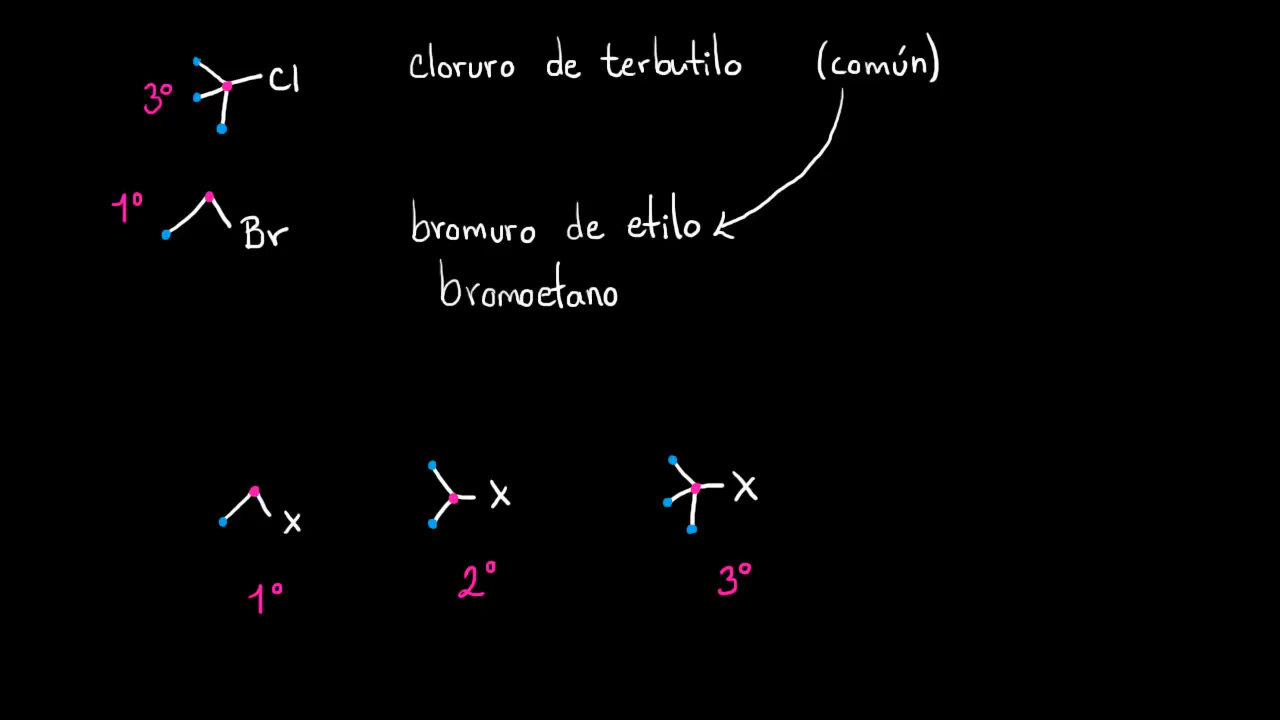 3° Cl cloruro de terbutilo (común)
1° Br bromuro de etilo
bromoetano
X X X
1° 2° 3°